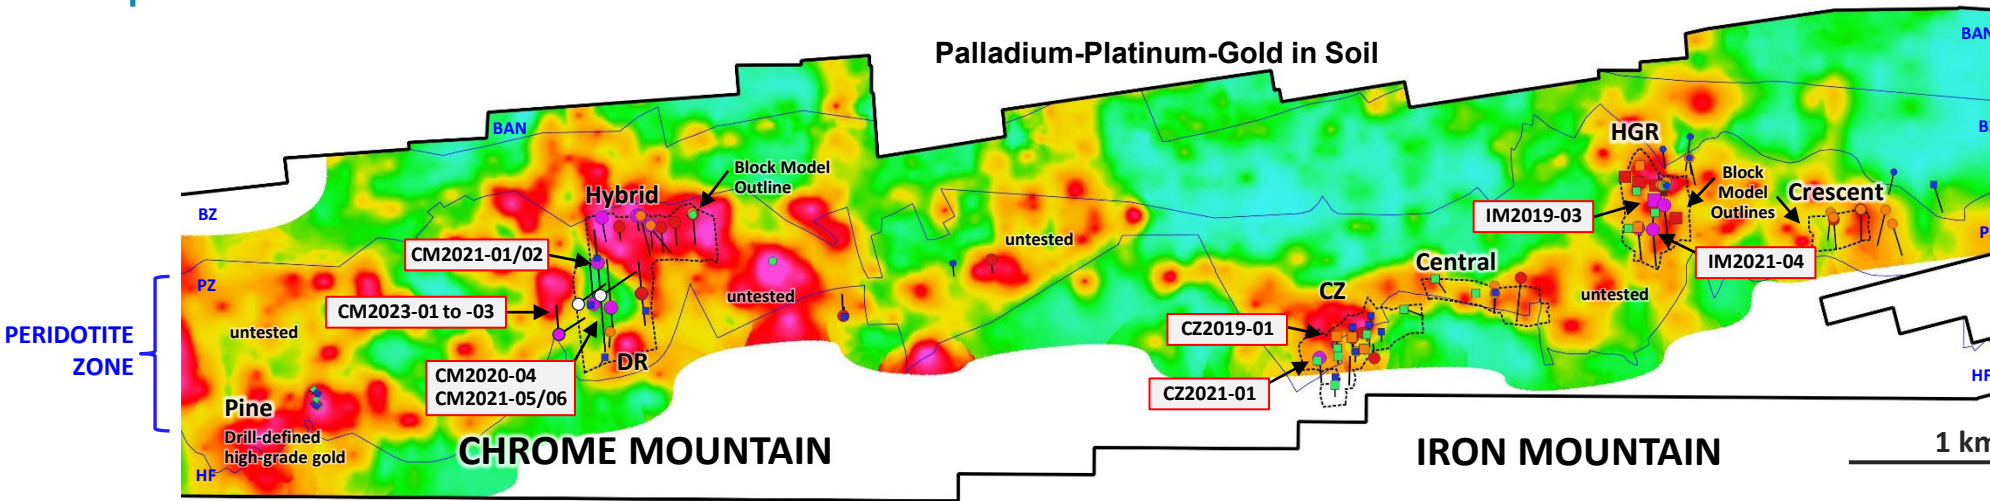 Palladium-Platinum-Gold in Soil
BAN
BAN
HGR
BZ
Block Model
Outline
Hybrid
Block
Model
Outlines
Crescent
BZ
IM2019-03
untested
CM2021-01/02
IM2021-04
Central
PZ
CZ
untested
untested
CM2023-01 to -03
PERIDOTITE
ZONE
untested
CZ2019-01
DR
CM2020-04
CM2021-05/06
CZ2021-01
HF
Pine
Drill-defined
high-grade gold
CHROME MOUNTAIN
IRON MOUNTAIN
1 km
HF